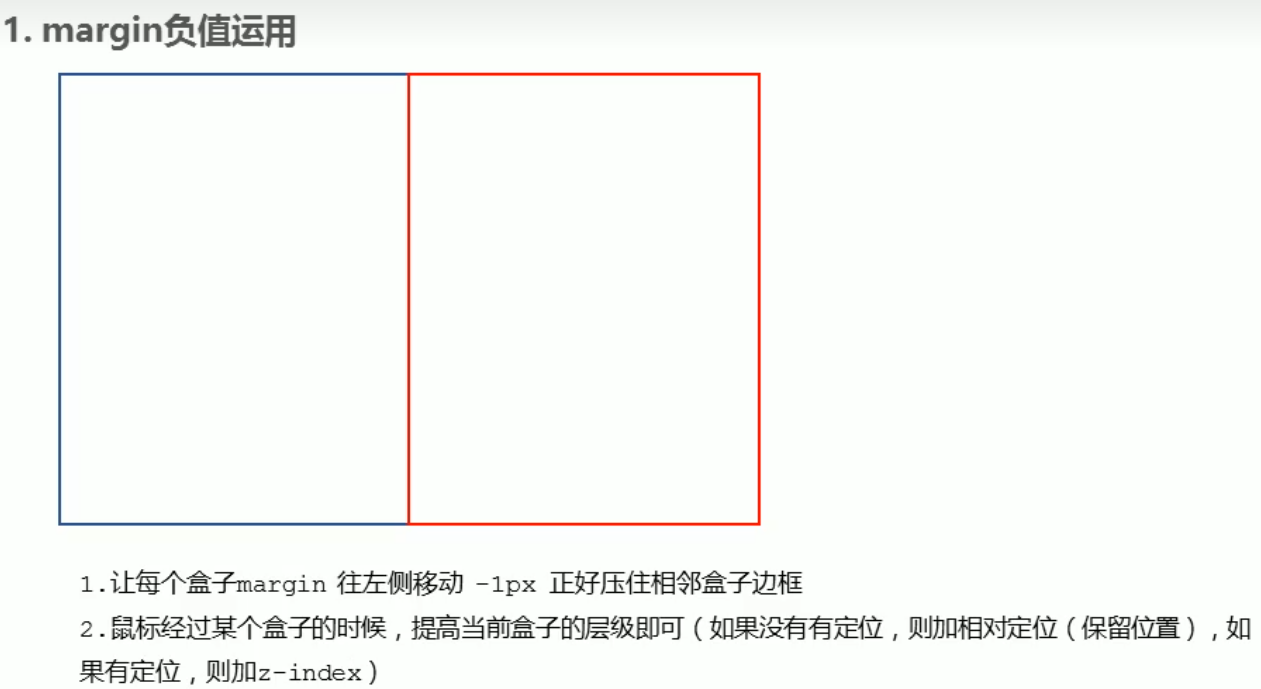 1. margin负值运用
1.让每个盒子margin 往左侧移动 -1px 正好压住相邻盒子边框
2.鼠标经过某个盒子的时候，提高当前盒子的层级即可（如果没有有定位，则加相对定位（保留位置），如
果有定位，则加z-index）